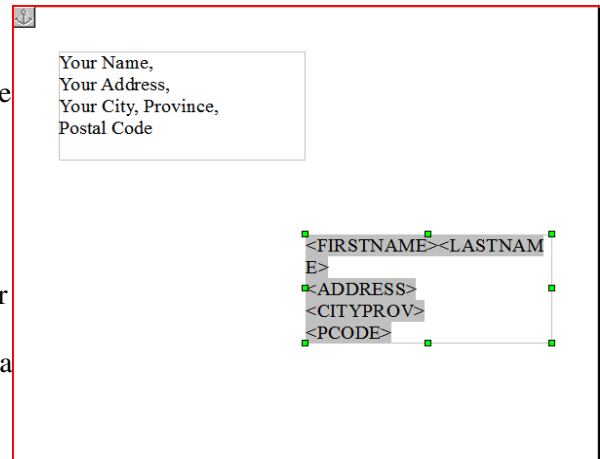 Your Name,
e
Your Address,
Your City, Province,
Postal Code
<FIRSTNAME><LASTNAM
E>
<ADDRESS>
r
<CITYPROV>
<PCODE>
a